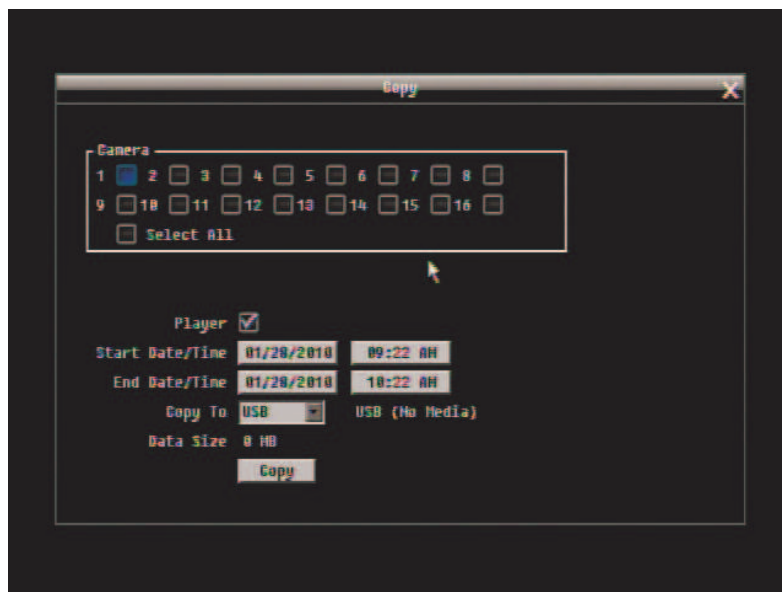 Copy X
Camera
1 2 3 4 5 6 7 8
9 10 11 12 13 14 15 16
Select All
Player
Start Date/Time 01/28/2010 09:22 AM
End Date/Time 01/28/2010 10:22 AM
Copy To USB USB (No Media)
Data Size 0 MB
Copy